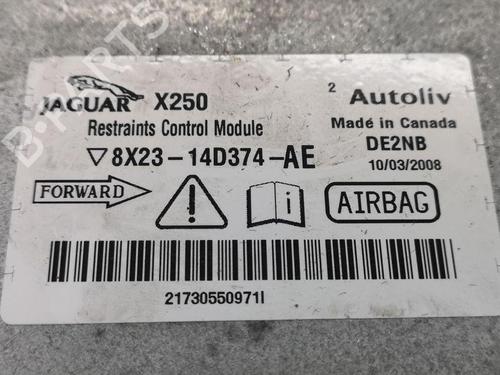 JAGUAR X250
2 Autoliv
Restraints Control Module
Made in Canada
8X23-14D374-AE
DE2NB
10/03/2008
FORWARD
AIRBAG
21730550971I
B-PARTS